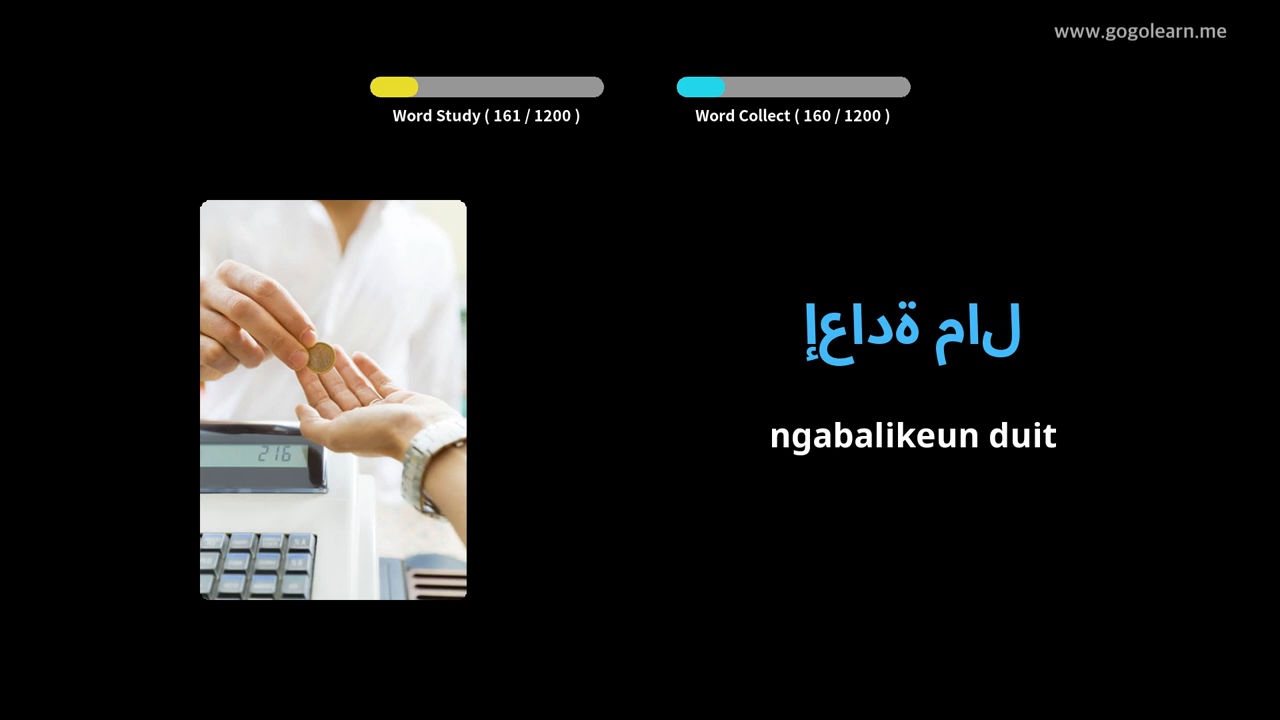 www.gogolearn.me
Word Study ( 161 / 1200 )
Word Collect ( 160 / 1200 )
إعادة مال
ngabalikeun duit
216